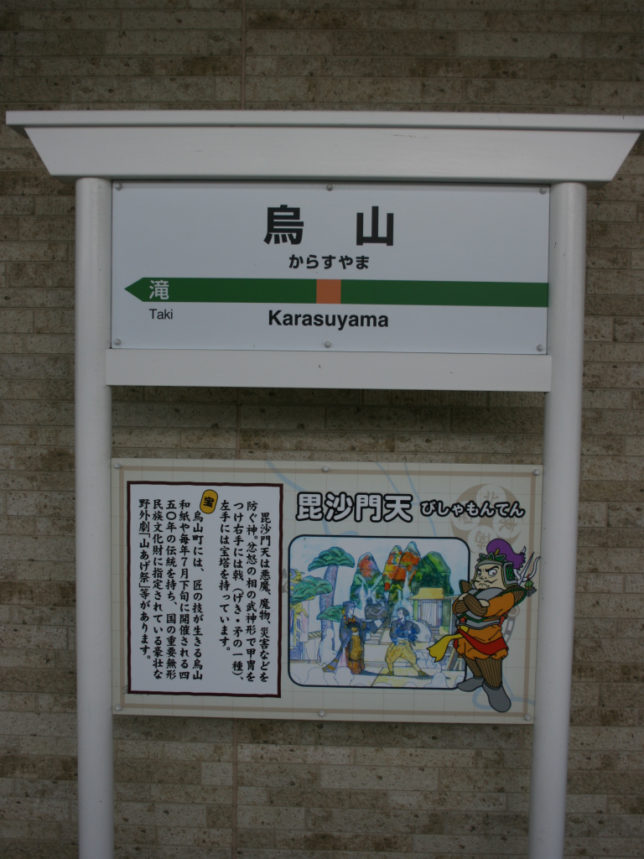 烏山
からすやま
滝
Taki
Karasuyama
毘沙門天 びしゃもんてん
毘沙門天は悪魔、魔物、災害などを
防ぐ神。忿怒の相の武神形で甲冑を
つけ右手には戟（げき・矛の一種）、
左手には宝塔を持っています。
宝
烏山町には、匠の技が生きる烏山
和紙や毎年７月下旬に開催される四
五〇年の伝統を持ち、国の重要無形
民族文化財に指定されている豪壮な
野外劇「山あげ祭」等があります。